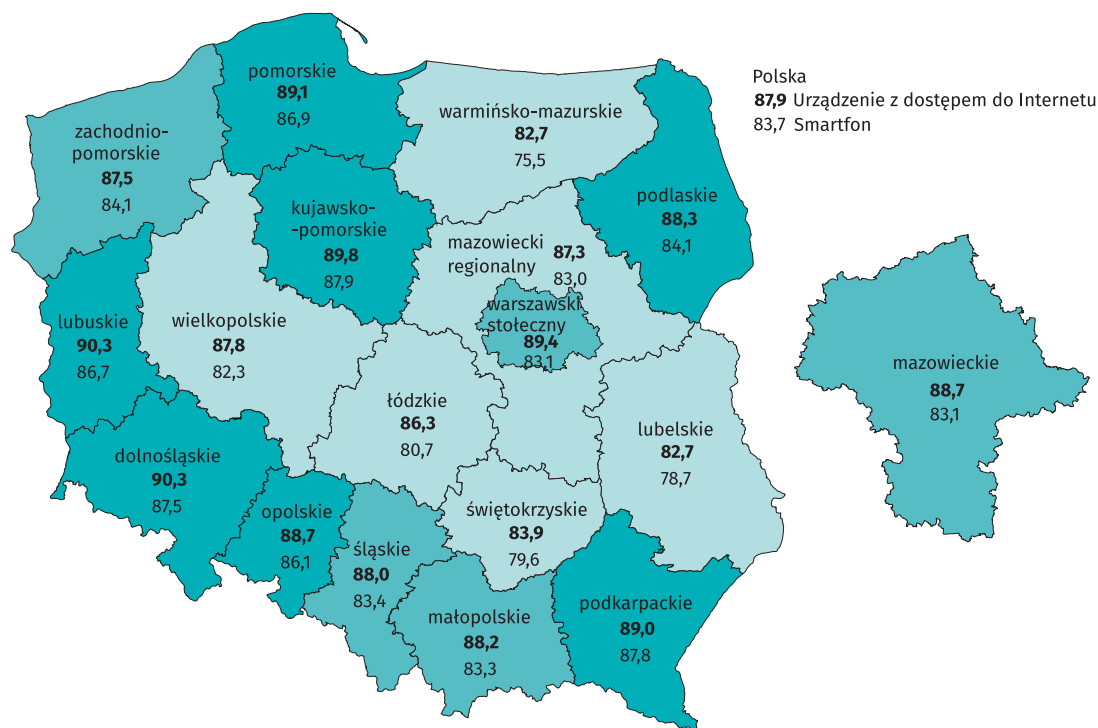 pomorskie
89,1
86,9
warmińsko-mazurskie
82,7
75,5
Polska
87,9 Urządzenie z dostępem do Internetu
83,7 Smartfon
zachodnio-
pomorskie
87,5
84,1
kujawsko-
-pomorskie
89,8
87,9
podlaskie
88,3
84,1
mazowiecki
regionalny
87,3
83,0
warszawski
stołeczny
89,4
83,1
lubuskie
90,3
86,7
wielkopolskie
87,8
82,3
mazowieckie
88,7
83,1
łódzkie
86,3
80,7
lubelskie
82,7
78,7
dolnośląskie
90,3
87,5
opolskie
88,7
86,1
świętokrzyskie
83,9
79,6
śląskie
88,0
83,4
małopolskie
88,2
83,3
podkarpackie
89,0
87,8